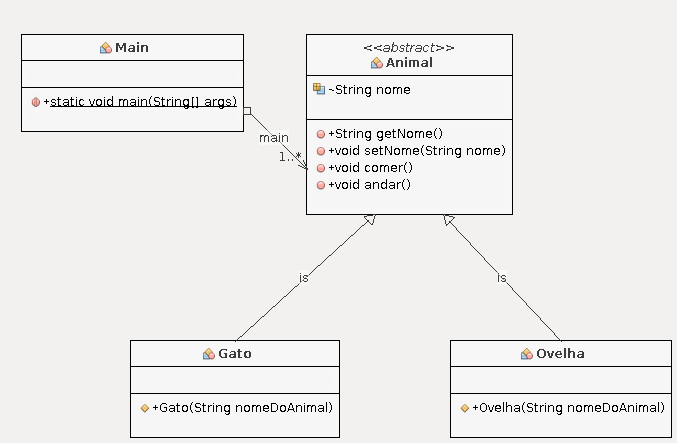 Main
+static void main(String[] args)
<<abstract>>
Animal
~String nome
+String getNome()
+void setNome(String nome)
+void comer()
+void andar()
main
1..*
is
is
Gato
+Gato(String nomeDoAnimal)
Ovelha
+Ovelha(String nomeDoAnimal)